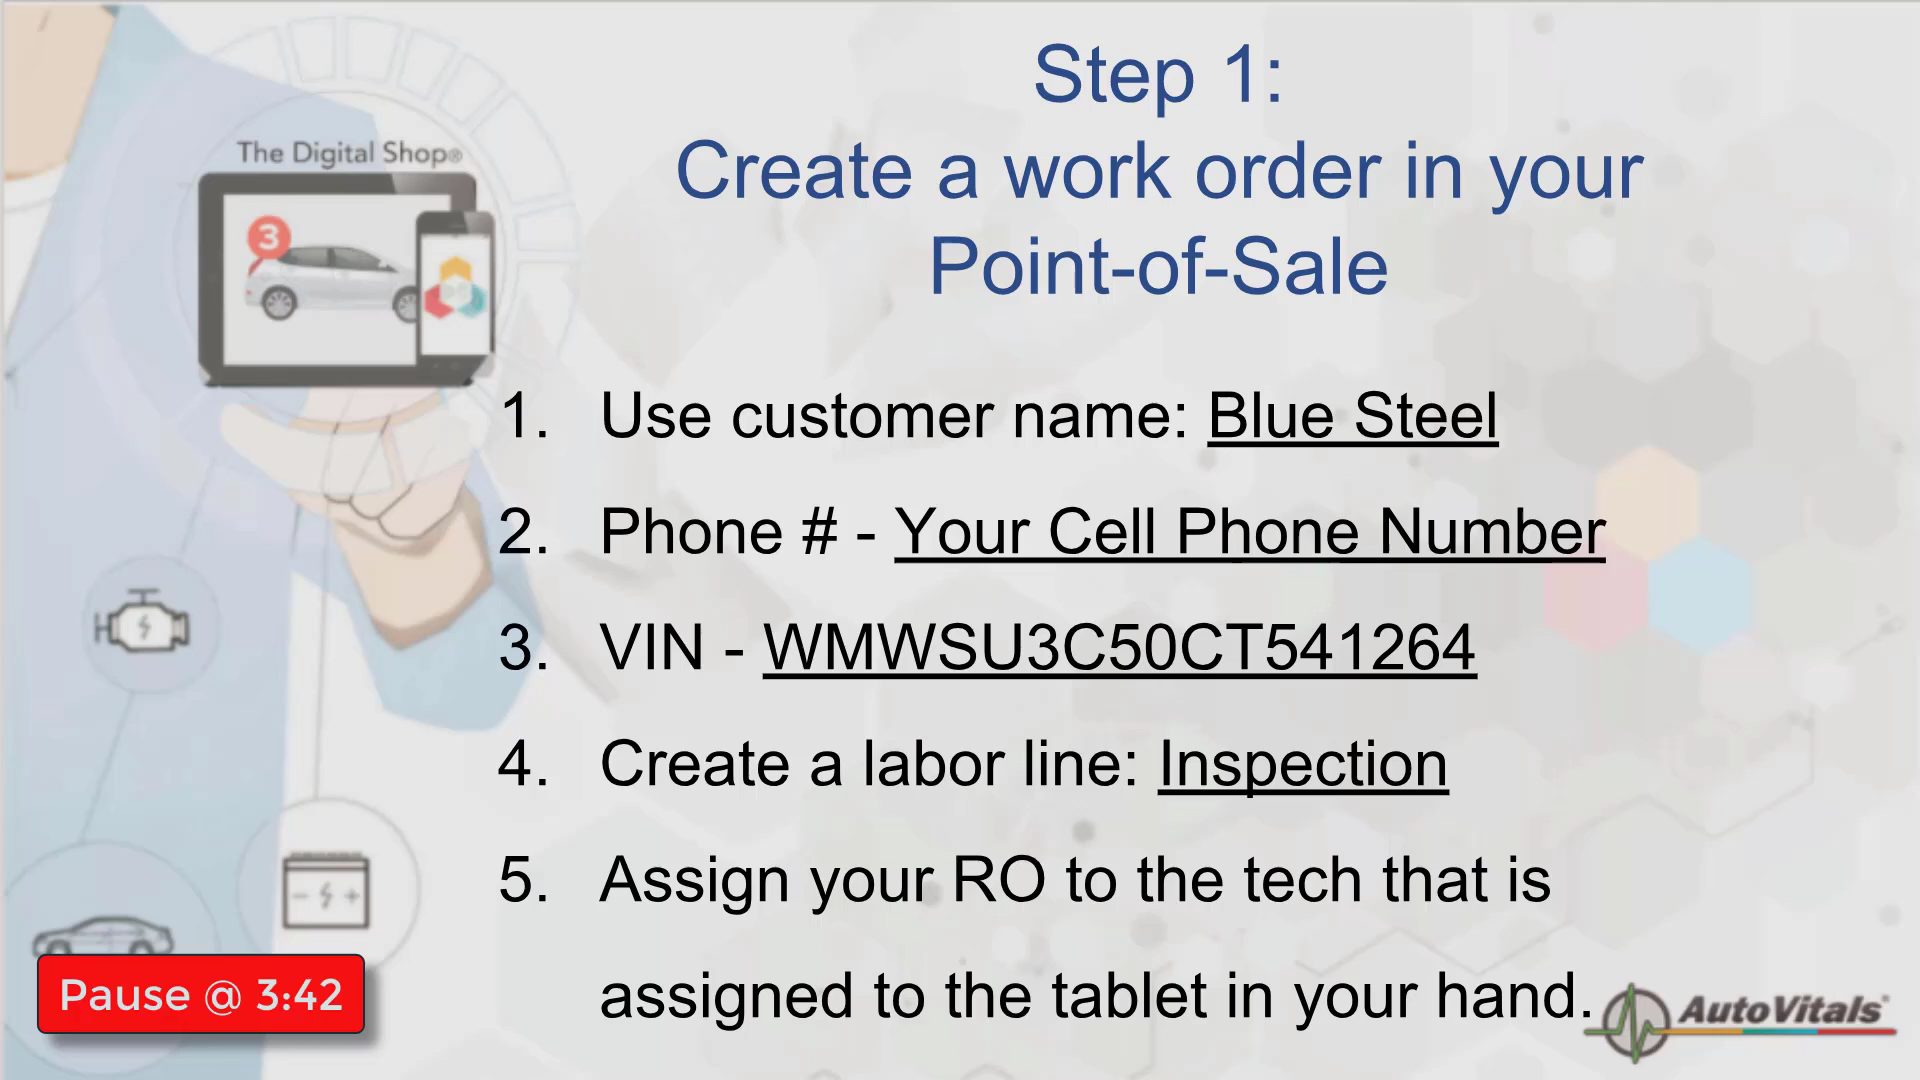 Step 1:
Create a work order in your
Point-of-Sale
The Digital Shop®
3
1. Use customer name: Blue Steel
2. Phone # - Your Cell Phone Number
3. VIN - WMWSU3C50CT541264
4. Create a labor line: Inspection
5. Assign your RO to the tech that is
assigned to the tablet in your hand.
Pause @ 3:42
AutoVitals®